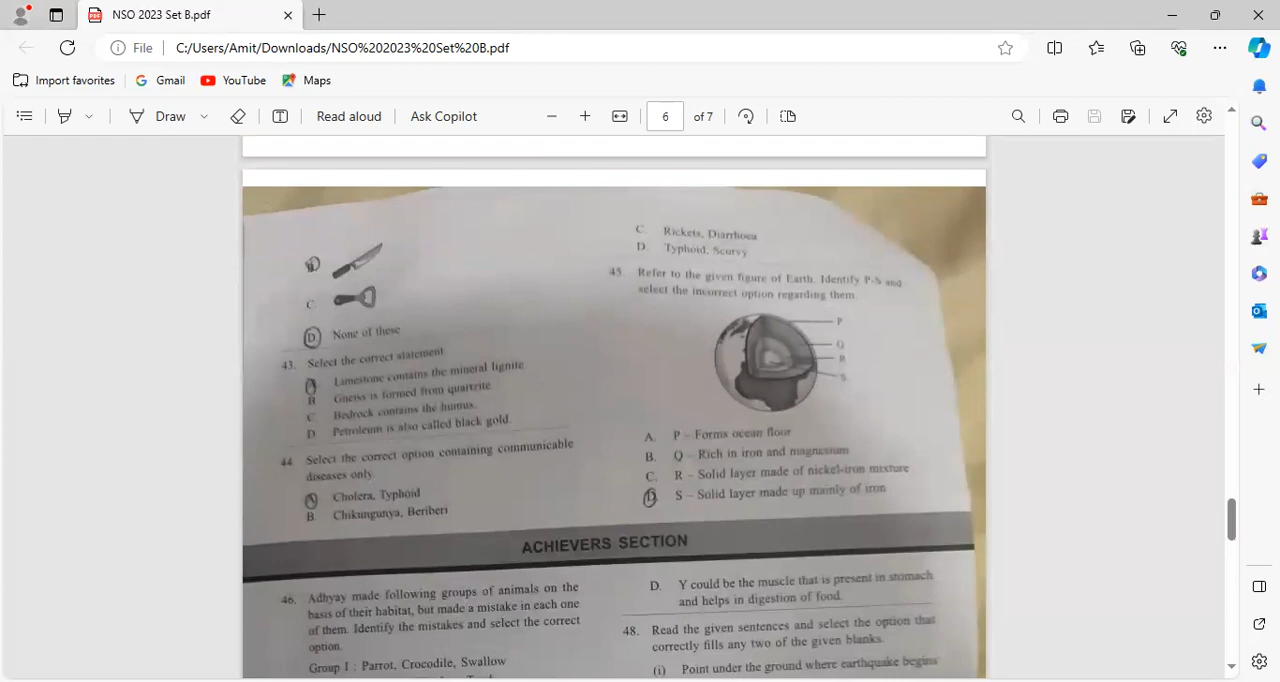 NSO 2023 Set B.pdf
File
C:/Users/Amit/Downloads/NSO%202023%20Set%20B.pdf
Import favorites
Gmail
YouTube
Maps
Draw
Read aloud
Ask Copilot
6
of 7
B
C.
D
None of these
43. Select the correct statement
A Limestone contains the mineral lignite
B Gneiss is formed from quartzite
C Bedrock contains the humus.
D Petroleum is also called black gold.
44 Select the correct option containing communicable
diseases only.
A Cholera, Typhoid
B. Chikungunya, Beriberi
C. Rickets, Diarrhoea
D. Typhoid, Scurvy
45. Refer to the given figure of Earth. Identify P-S and
select the incorrect option regarding them.
P
Q
R
S
A. P – Forms ocean floor
B. Q – Rich in iron and magnesium
C. R – Solid layer made of nickel-iron mixture
D. S – Solid layer made up mainly of iron
ACHIEVERS SECTION
46. Adhyay made following groups of animals on the
basis of their habitat, but made a mistake in each one
of them. Identify the mistakes and select the correct
option.
Group I : Parrot, Crocodile, Swallow
D. Y could be the muscle that is present in stomach
and helps in digestion of food.
48. Read the given sentences and select the option that
correctly fills any two of the given blanks.
(i) Point under the ground where earthquake begins